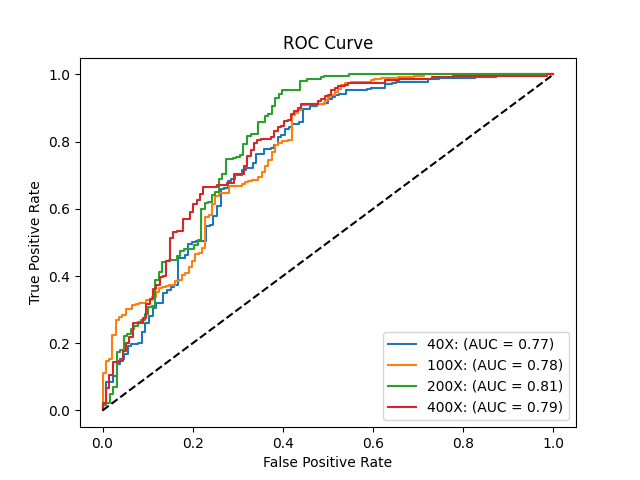 ROC Curve
True Positive Rate
1.0
0.8
0.6
0.4
0.2
0.0
0.0 0.2 0.4 0.6 0.8 1.0
False Positive Rate
40X: (AUC = 0.77)
100X: (AUC = 0.78)
200X: (AUC = 0.81)
400X: (AUC = 0.79)